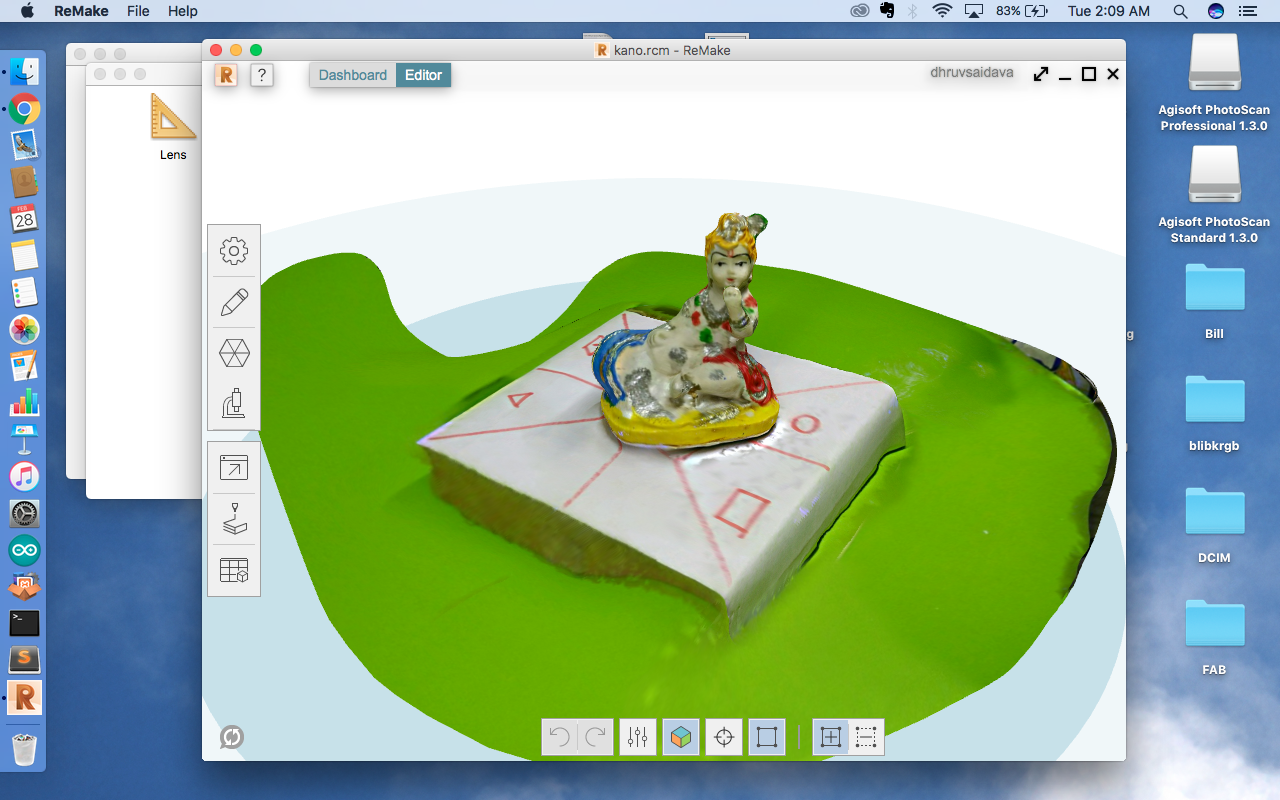 ReMake File Help
83%
Tue 2:09 AM
kano.rcm - ReMake
R
?
Dashboard
Editor
dhruvsaidava
Lens
FEB
28
Agisoft PhotoScan
Professional 1.3.0
Agisoft PhotoScan
Standard 1.3.0
Bill
g
blibkrgb
DCIM
FAB
S
R